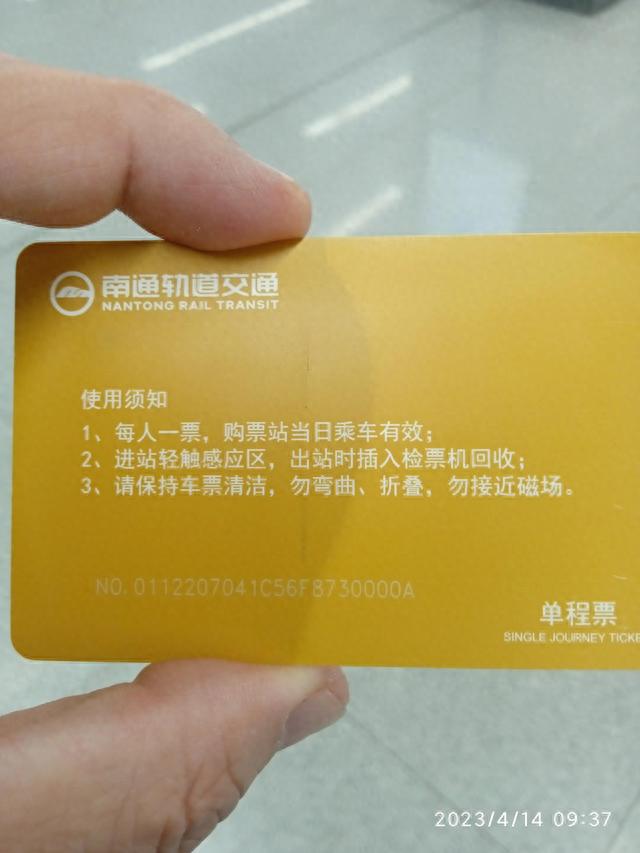 南通轨道交通
NANTONG RAIL TRANSIT
使用须知
1、每人一票，购票站当日乘车有效；
2、进站轻触感应区，出站时插入检票机回收；
3、请保持车票清洁，勿弯曲、折叠，勿接近磁场。
NO. 0112207041C56F8730000A
单程票
SINGLE JOURNEY TICKE
2023/4/14 09:37